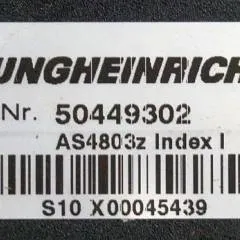 UNGHEINRICH
Nr. 50449302
AS4803z Index I
S10 X00045439